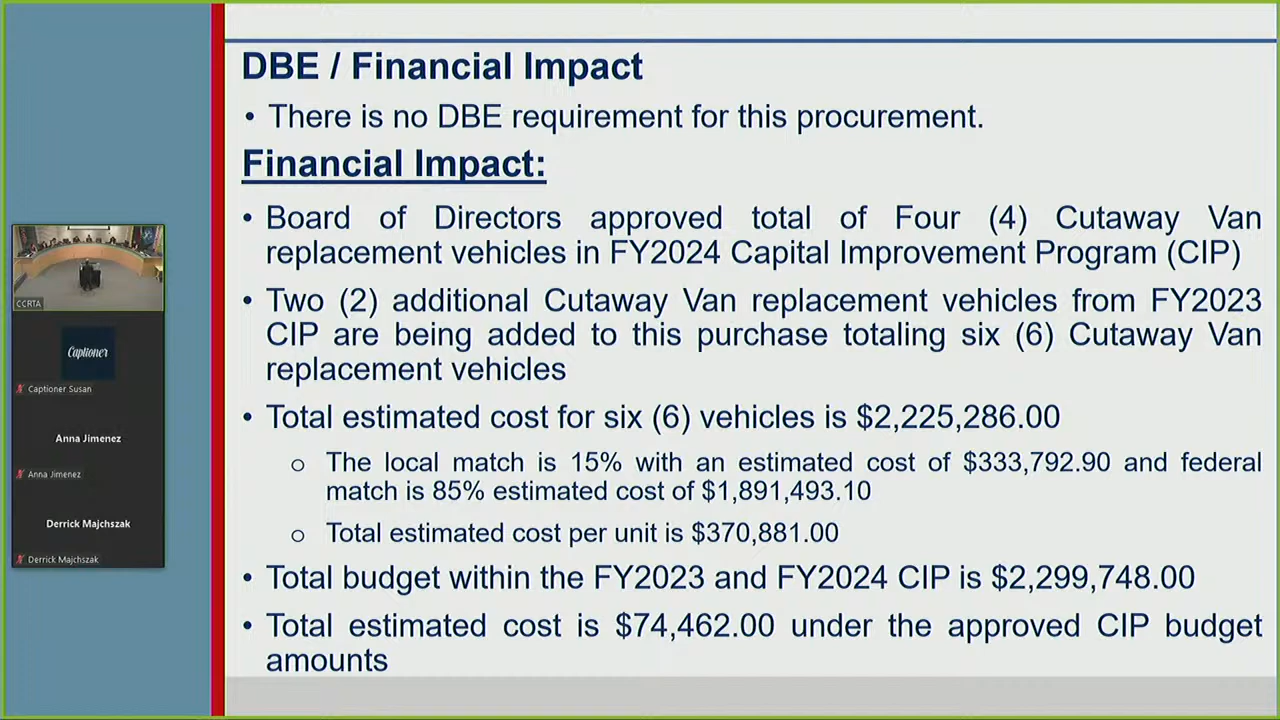 DBE / Financial Impact
• There is no DBE requirement for this procurement.
Financial Impact:
• Board of Directors approved total of Four (4) Cutaway Van
replacement vehicles in FY2024 Capital Improvement Program (CIP)
• Two (2) additional Cutaway Van replacement vehicles from FY2023
CIP are being added to this purchase totaling six (6) Cutaway Van
replacement vehicles
• Total estimated cost for six (6) vehicles is $2,225,286.00
o The local match is 15% with an estimated cost of $333,792.90 and federal
match is 85% estimated cost of $1,891,493.10
o Total estimated cost per unit is $370,881.00
• Total budget within the FY2023 and FY2024 CIP is $2,299,748.00
• Total estimated cost is $74,462.00 under the approved CIP budget
amounts
CCRTA
Captioner
Captioner Susan
Anna Jimenez
Anna Jimenez
Derrick Majchszak
Derrick Majchszak